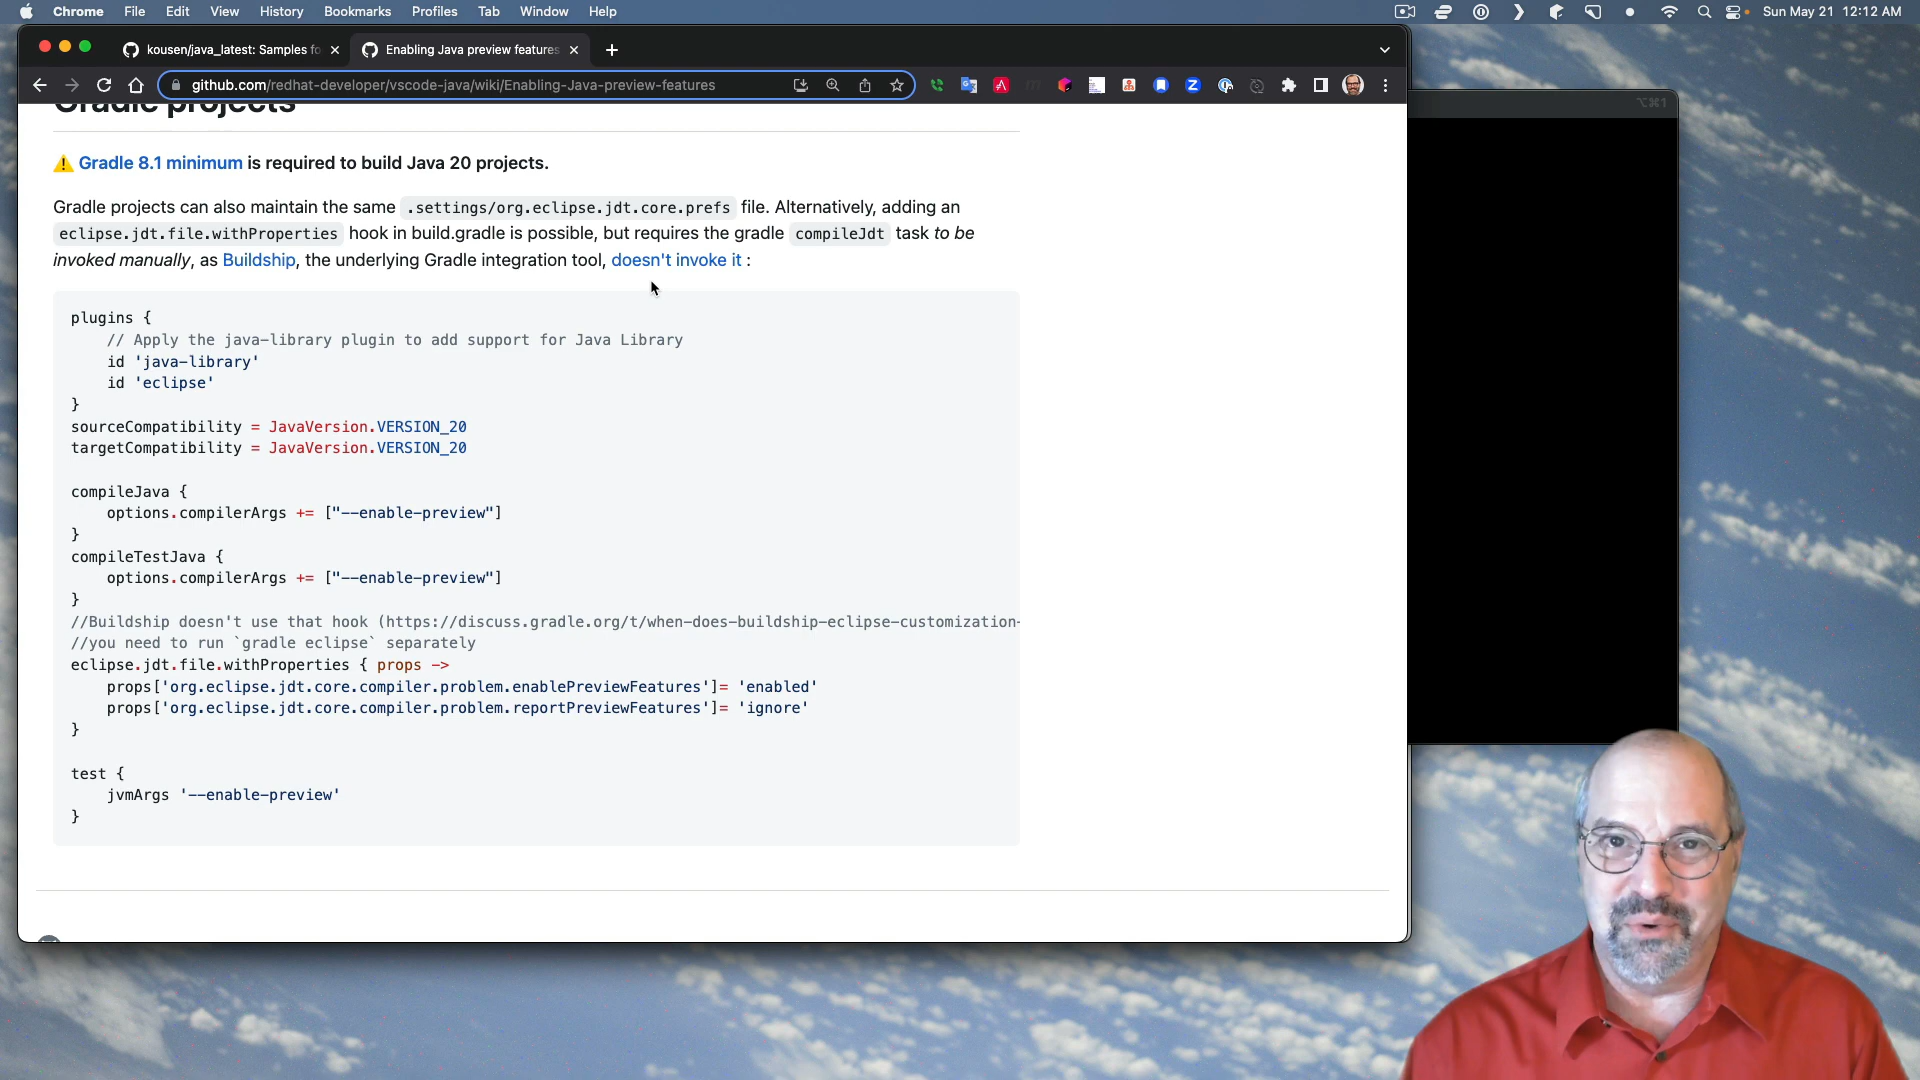 Chrome File Edit View History Bookmarks Profiles Tab Window Help Sun May 21 12:12 AM
kousen/java_latest: Samples fo Enabling Java preview features
github.com/redhat-developer/vscode-java/wiki/Enabling-Java-preview-features
⌥⌘1
Gradle projects
Gradle 8.1 minimum is required to build Java 20 projects.
Gradle projects can also maintain the same .settings/org.eclipse.jdt.core.prefs file. Alternatively, adding an
eclipse.jdt.file.withProperties hook in build.gradle is possible, but requires the gradle compileJdt task to be
invoked manually, as Buildship, the underlying Gradle integration tool, doesn't invoke it :
plugins {
// Apply the java-library plugin to add support for Java Library
id 'java-library'
id 'eclipse'
}
sourceCompatibility = JavaVersion.VERSION_20
targetCompatibility = JavaVersion.VERSION_20
compileJava {
options.compilerArgs += ["--enable-preview"]
}
compileTestJava {
options.compilerArgs += ["--enable-preview"]
}
//Buildship doesn't use that hook (https://discuss.gradle.org/t/when-does-buildship-eclipse-customization-
//you need to run `gradle eclipse` separately
eclipse.jdt.file.withProperties { props ->
props['org.eclipse.jdt.core.compiler.problem.enablePreviewFeatures']= 'enabled'
props['org.eclipse.jdt.core.compiler.problem.reportPreviewFeatures']= 'ignore'
}
test {
jvmArgs '--enable-preview'
}